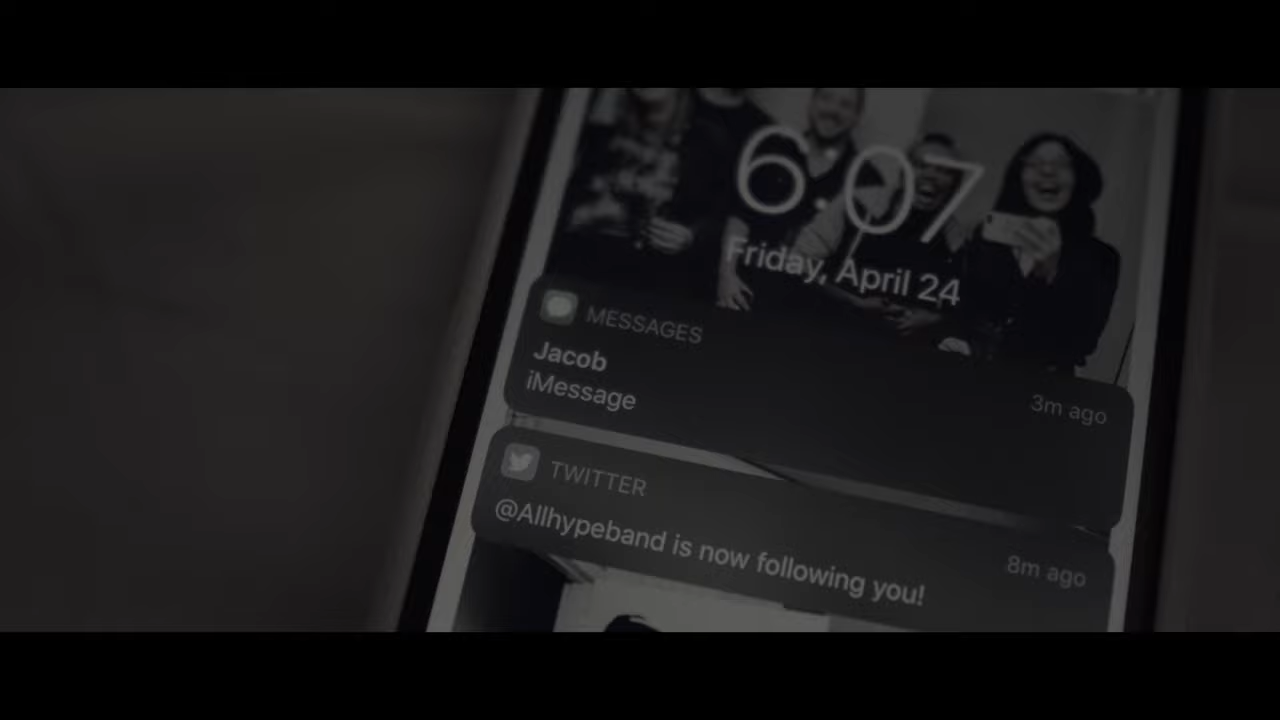 6:07
Friday, April 24
MESSAGES
Jacob
iMessage
3m ago
TWITTER
@Allhypeband is now following you!
8m ago